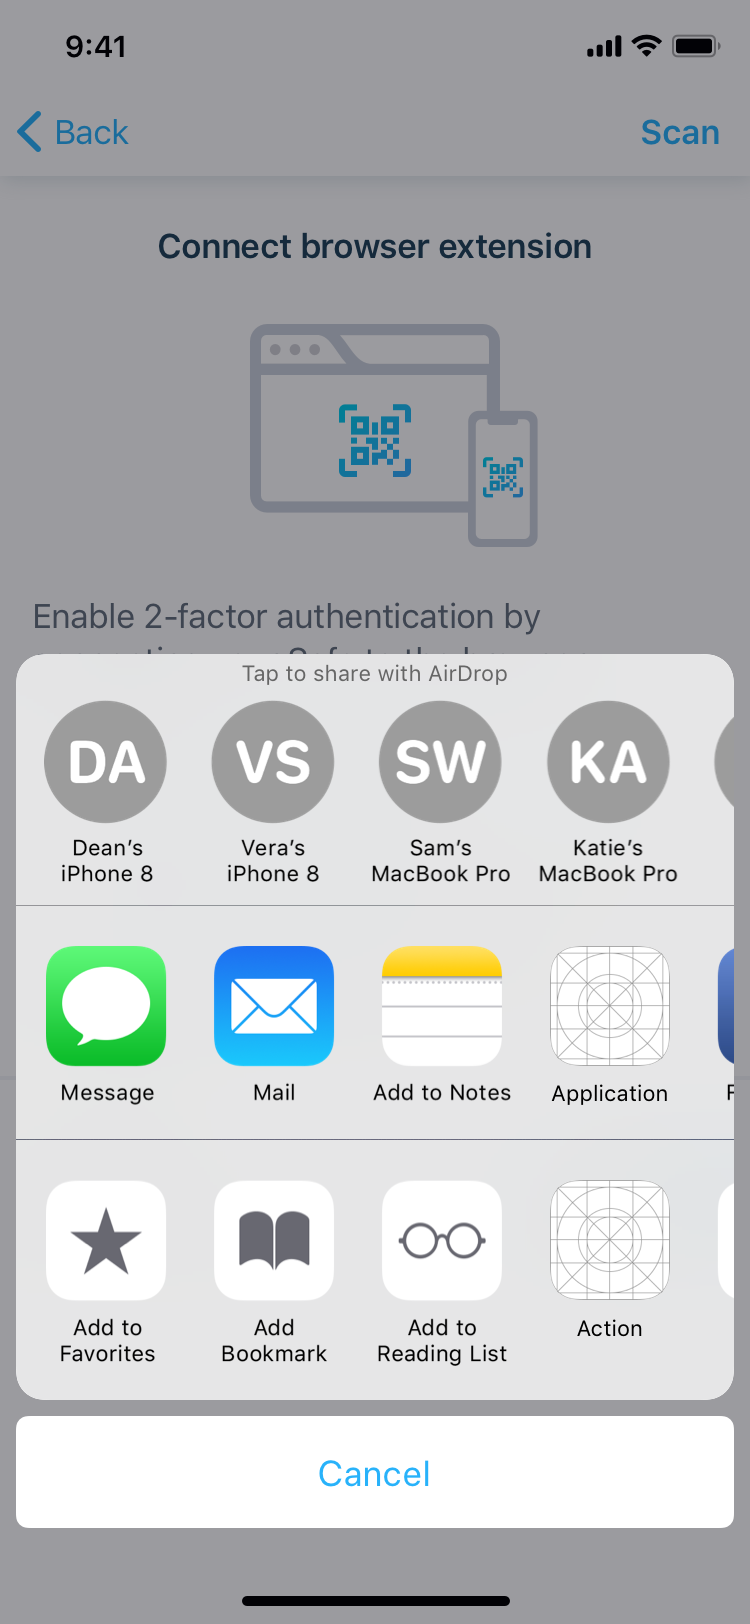 9:41
Back
Scan
Connect browser extension
Enable 2-factor authentication by
Tap to share with AirDrop
DA
VS
SW
KA
Dean’s
iPhone 8
Vera’s
iPhone 8
Sam’s
MacBook Pro
Katie’s
MacBook Pro
Message
Mail
Add to Notes
Application
Add to
Favorites
Add
Bookmark
Add to
Reading List
Action
Cancel